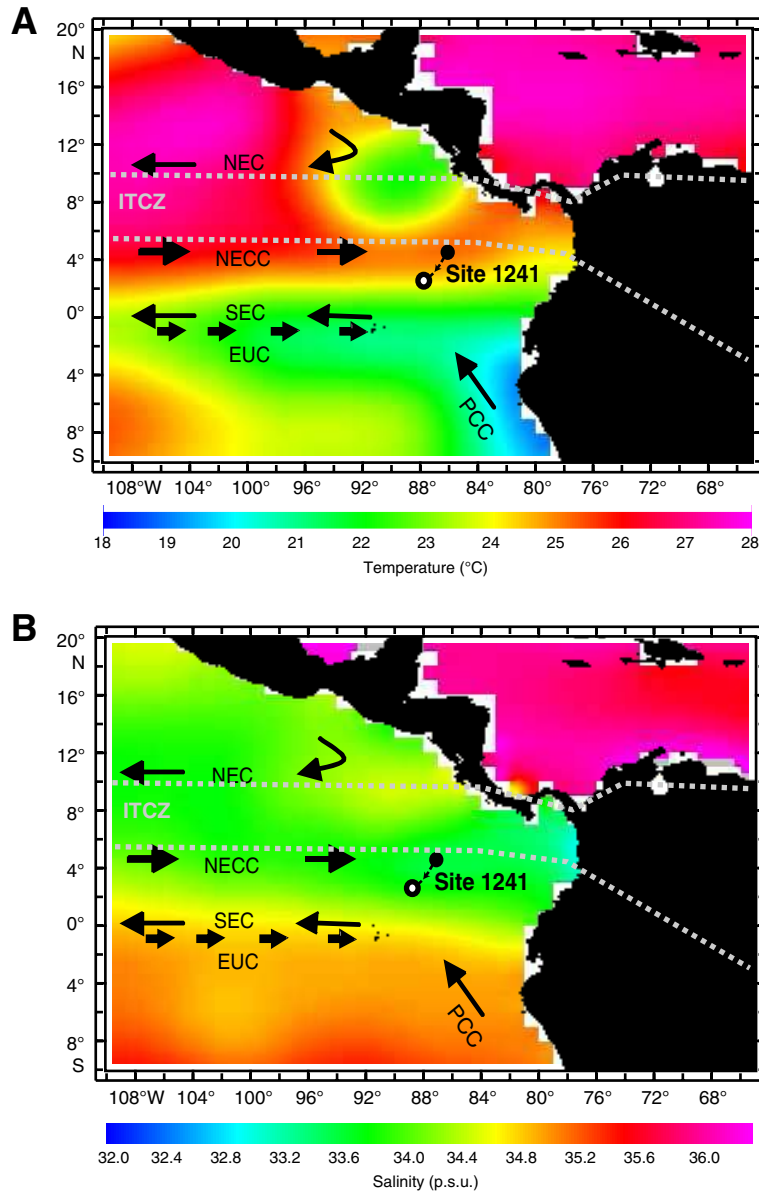 A
20°
N
16°
12°
8°
4°
0°
4°
8°
S
NEC
ITCZ
NECC
Site 1241
SEC
EUC
PCC
108°W 104° 100° 96° 92° 88° 84° 80° 76° 72° 68°
18 19 20 21 22 23 24 25 26 27 28
Temperature (°C)
B
20°
N
16°
12°
8°
4°
0°
4°
8°
S
NEC
ITCZ
NECC
Site 1241
SEC
EUC
PCC
108°W 104° 100° 96° 92° 88° 84° 80° 76° 72° 68°
32.0 32.4 32.8 33.2 33.6 34.0 34.4 34.8 35.2 35.6 36.0
Salinity (p.s.u.)